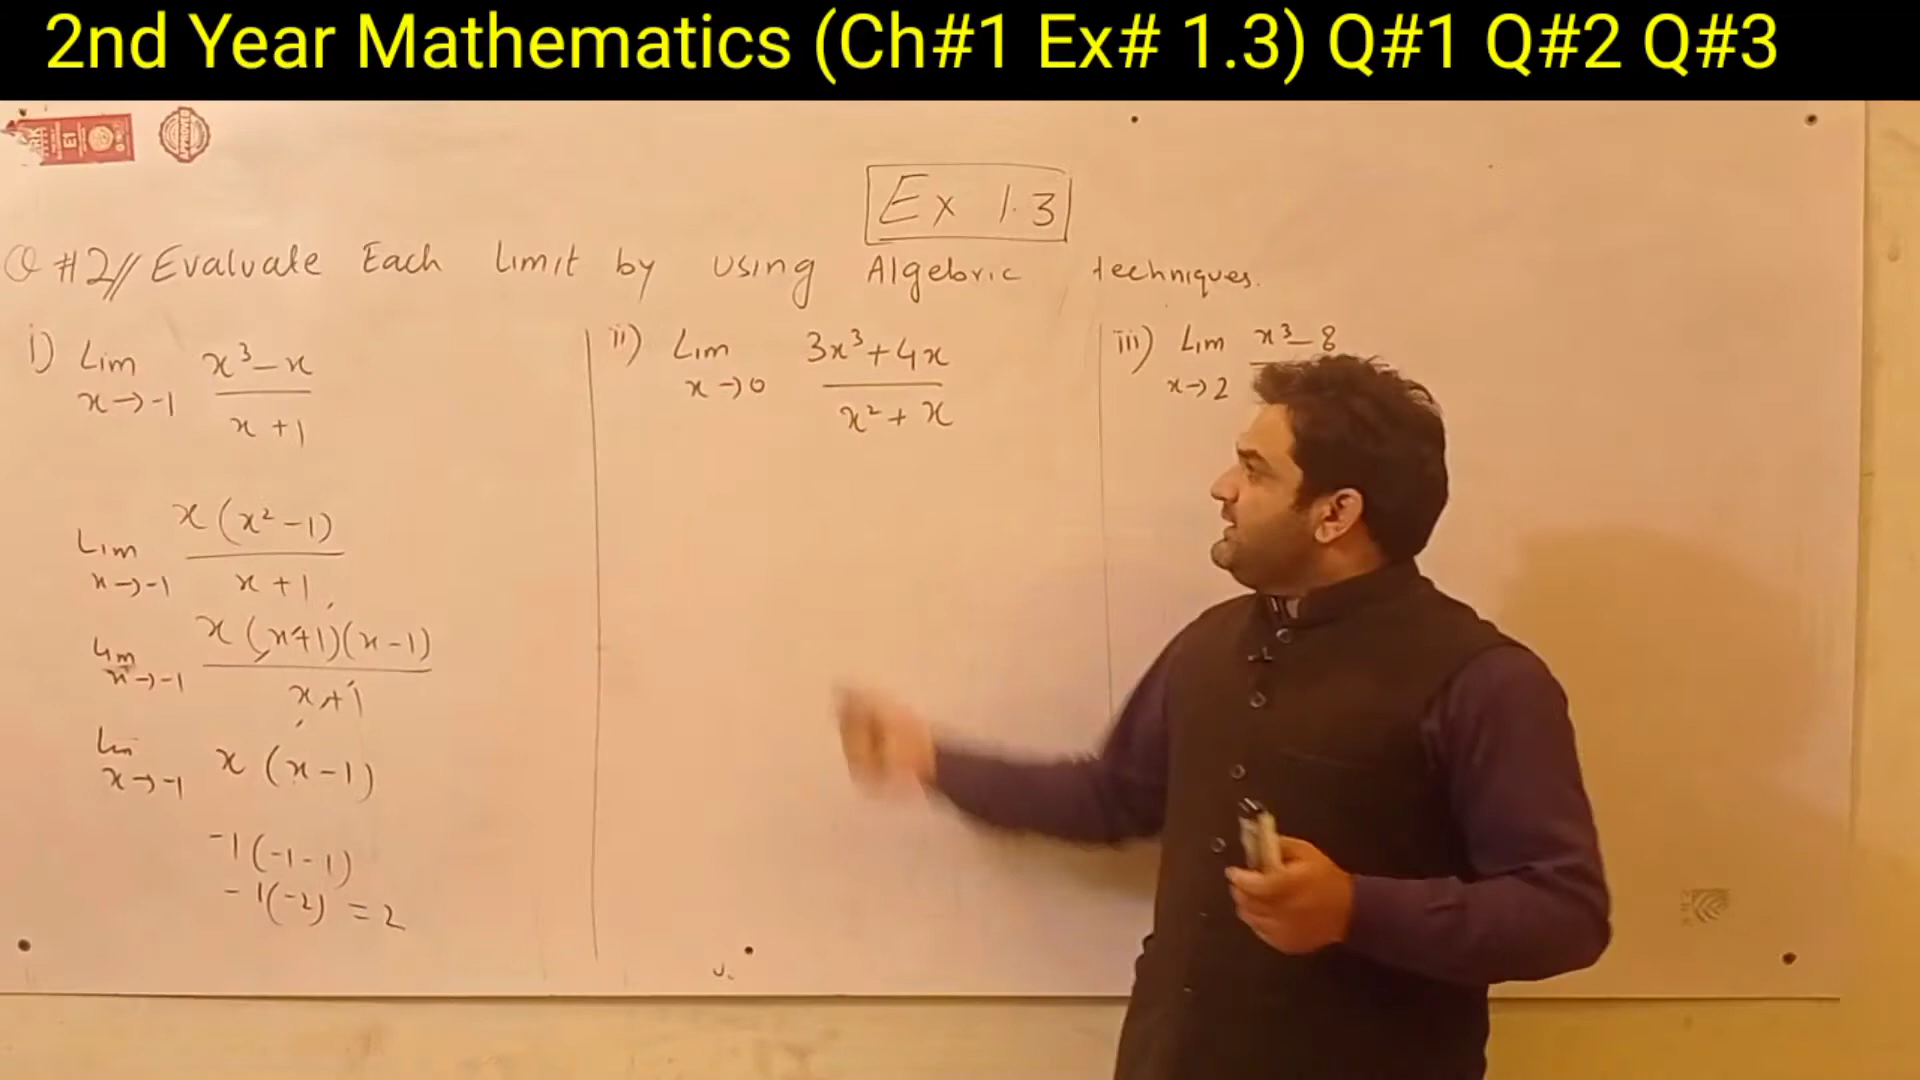 2nd Year Mathematics (Ch#1 Ex# 1.3) Q#1 Q#2 Q#3
E1
APPROVED
Ex 1.3
Q #2// Evaluate Each Limit by using Algebric techniques.
i) Lim x→-1 x³-x / x+1
Lim x→-1 x(x²-1) / x+1
Lim x→-1 x(x+1)(x-1) / x+1
Lim x→-1 x(x-1)
-1(-1-1)
-1(-2) = 2
ii) Lim x→0 3x³+4x / x²+x
iii) Lim x→2 x³-8